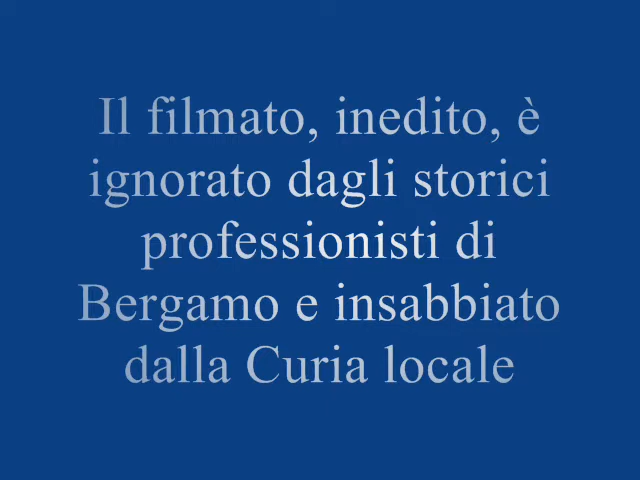 Il filmato, inedito, è
ignorato dagli storici
professionisti di
Bergamo e insabbiato
dalla Curia locale